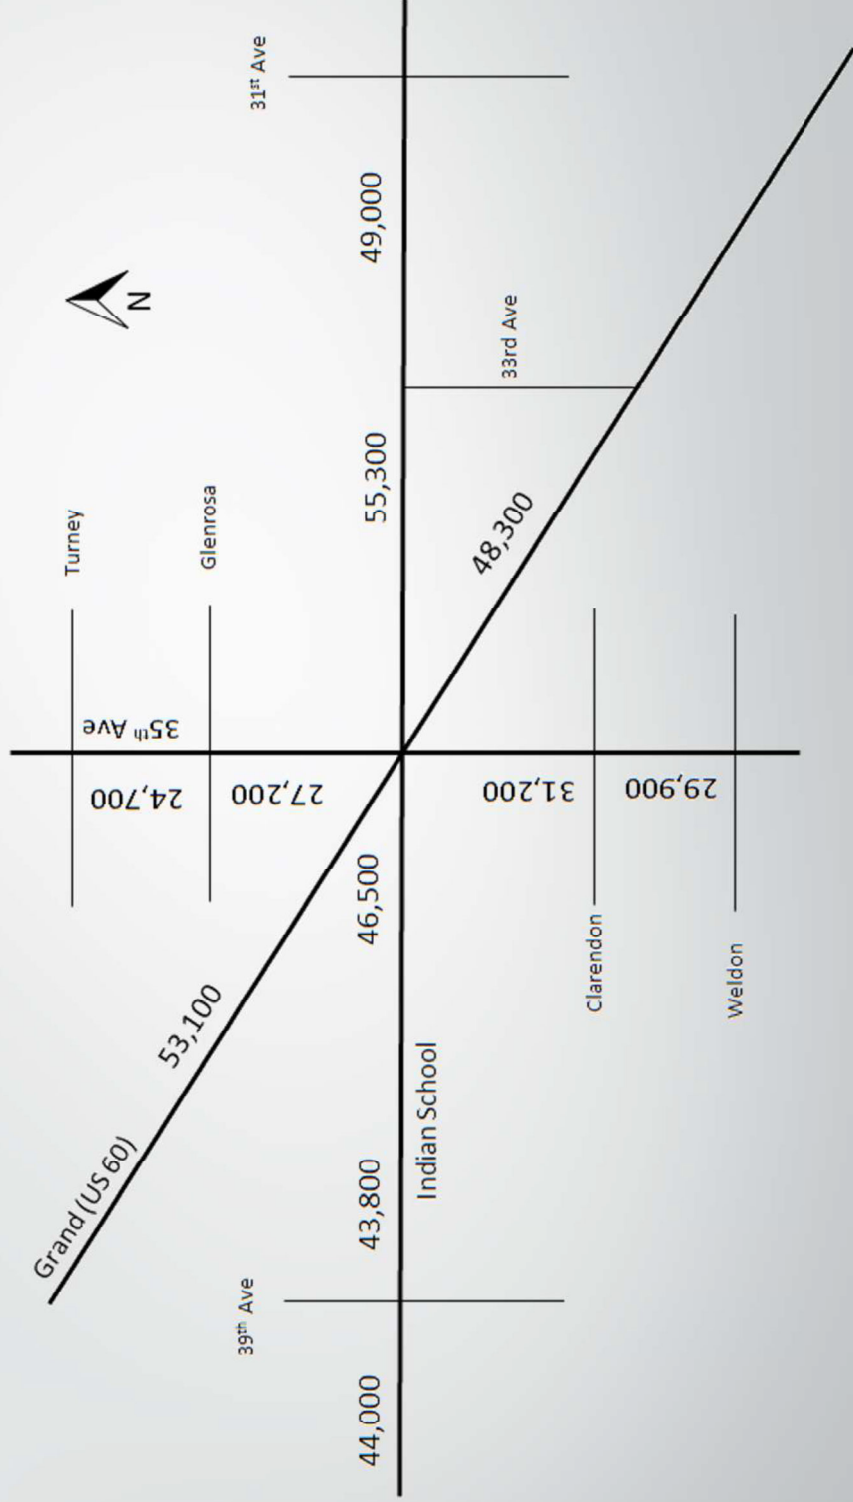 Grand (US 60)
53,100
39th Ave
44,000
43,800
Indian School
46,500
24,700
35th Ave
27,200
Turney
Glenrosa
N
55,300
49,000
31st Ave
33rd Ave
48,300
31,200
29,900
Clarendon
Weldon